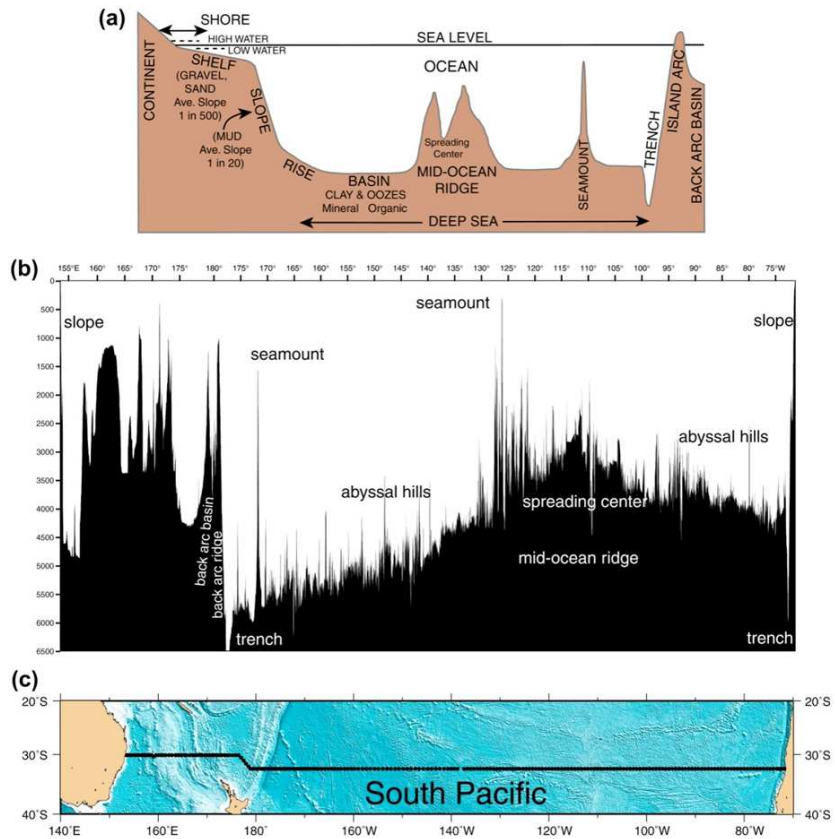 (a)
SHORE
HIGH WATER
LOW WATER
SEA LEVEL
CONTINENT
SHELF
(GRAVEL,
SAND
Ave. Slope
1 in 500)
SLOPE
(MUD
Ave. Slope
1 in 20)
RISE
OCEAN
BASIN
CLAY & OOZES
Mineral Organic
Spreading
Center
MID-OCEAN
RIDGE
SEAMOUNT
TRENCH
ISLAND ARC
BACK ARC BASIN
DEEP SEA
(b)
155°E 160° 165° 170° 175° 180° 175° 170° 165° 160° 155° 150° 145° 140° 135° 130° 125° 120° 115° 110° 105° 100° 95° 90° 85° 80° 75°W
0
500
1000
1500
2000
2500
3000
3500
4000
4500
5000
5500
6000
6500
slope
seamount
seamount
slope
abyssal hills
abyssal hills
back arc basin
back arc ridge
spreading center
mid-ocean ridge
trench
trench
(c)
20°S
30°S
40°S
20°S
30°S
40°S
South Pacific
140°E 160°E 180° 160°W 140°W 120°W 100°W 80°W